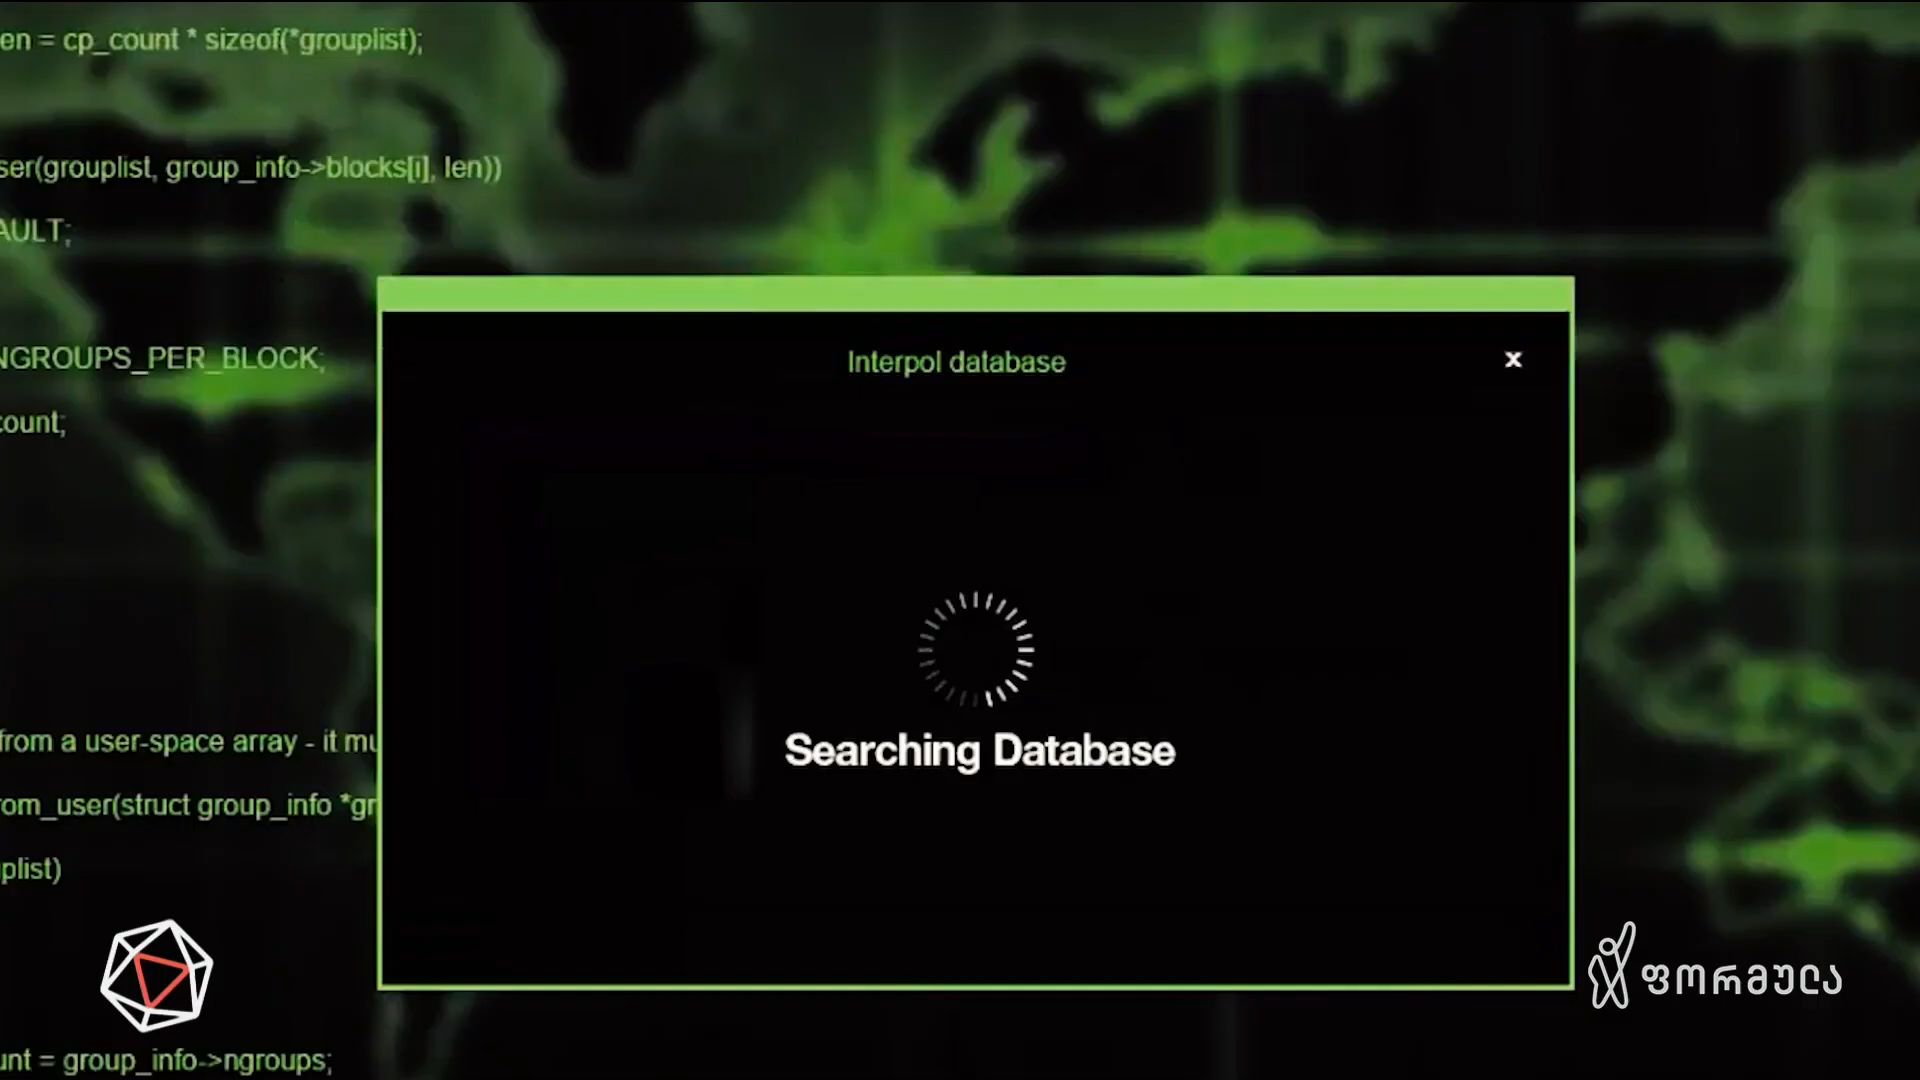 en = cp_count * sizeof(*grouplist);
ser(grouplist, group_info->blocks[i], len))
AULT;
NGROUPS_PER_BLOCK;
count;
Interpol database
x
Searching Database
from a user-space array - it mu
rom_user(struct group_info *gr
plist)
ფორმულა
unt = group_info->ngroups;